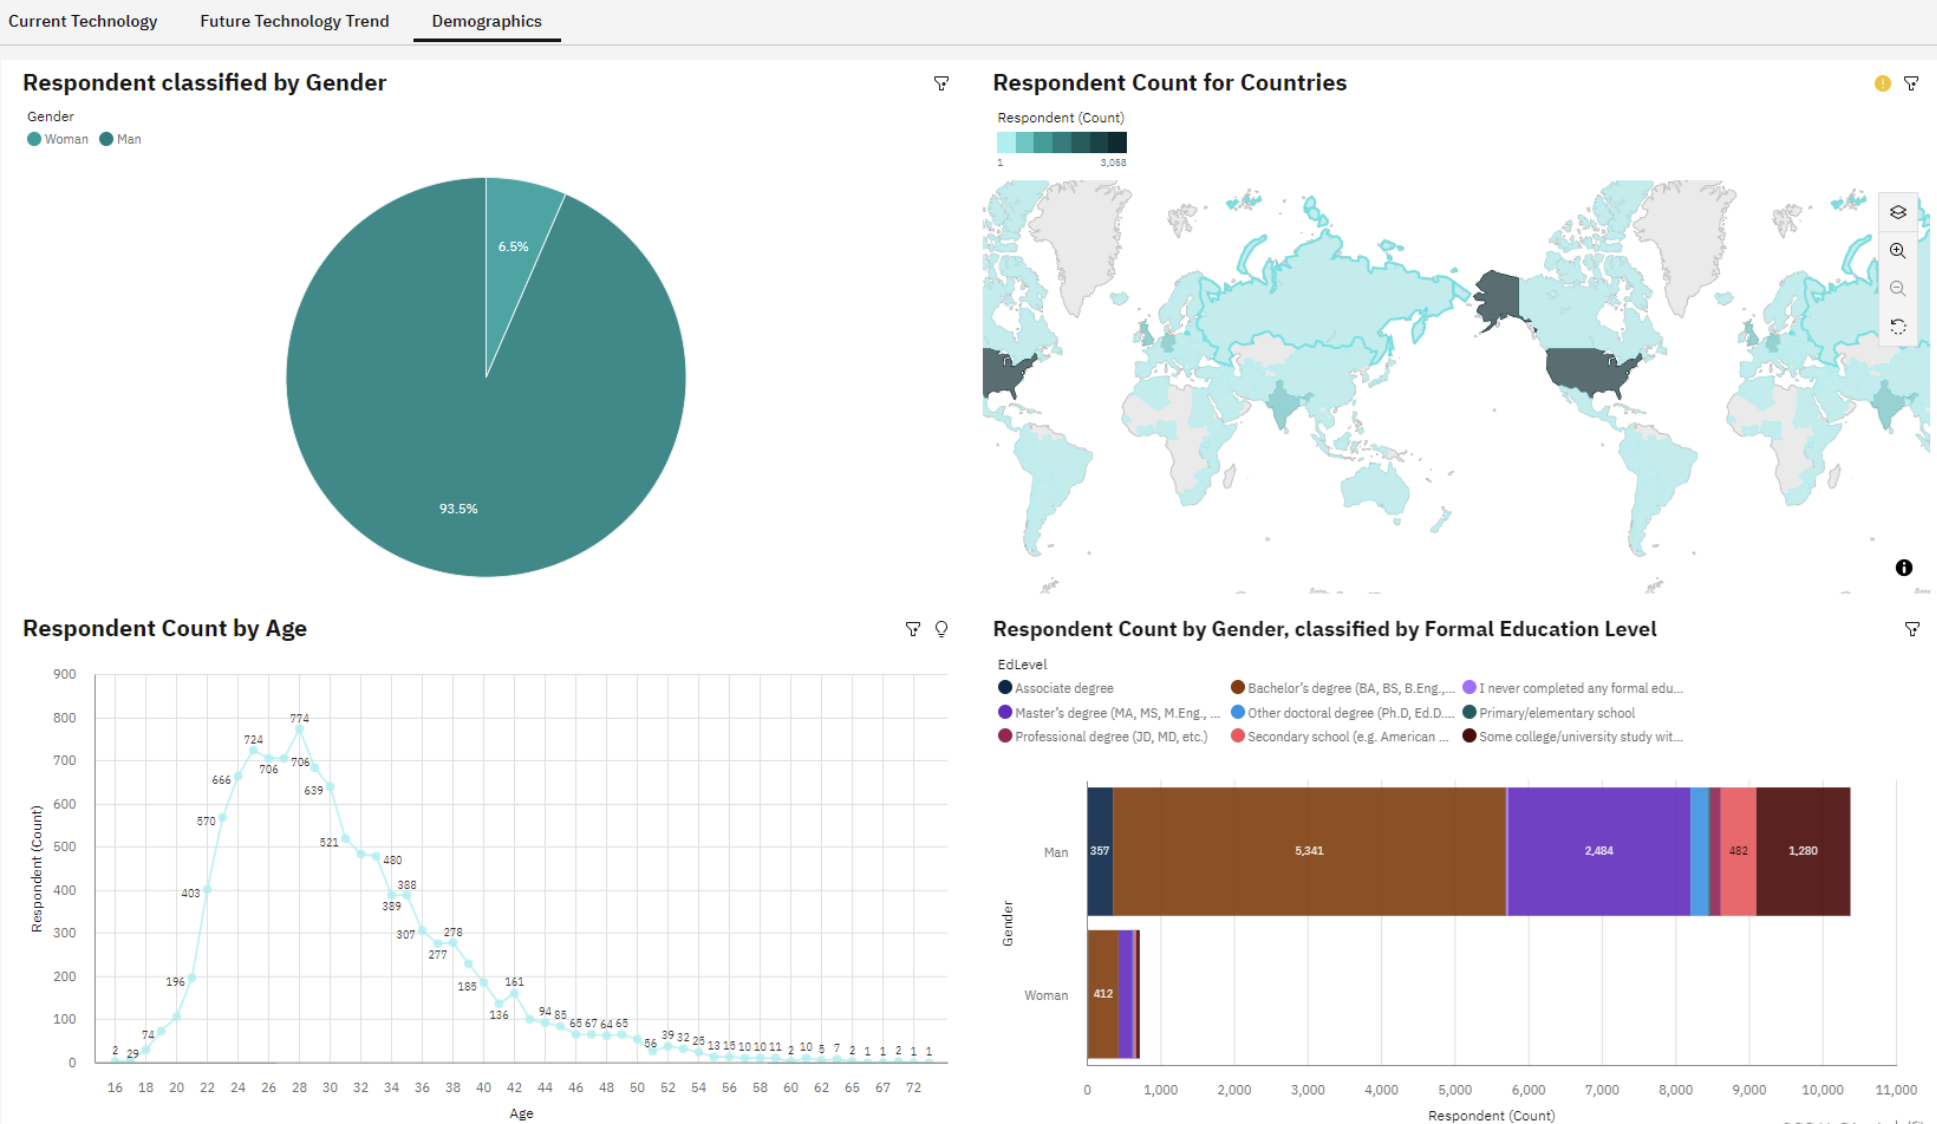 Current Technology Future Technology Trend Demographics
Respondent classified by Gender
Gender
Woman Man
6.5%
93.5%
Respondent Count for Countries
Respondent (Count)
1 3,058
Respondent Count by Age
900
800
700
600
500
400
300
200
100
0
Respondent (Count)
2 29 74 196 403 570 666 724 706 774 706 639 521 480 389 388 307 277 278 185 136 161 94 85 65 67 64 65 56 39 32 25 13 15 10 10 11 2 10 5 7 2 1 1 2 1 1
16 18 20 22 24 26 28 30 32 34 36 38 40 42 44 46 48 50 52 54 56 58 60 62 65 67 72
Age
Respondent Count by Gender, classified by Formal Education Level
EdLevel
Associate degree Bachelor's degree (BA, BS, B.Eng.,... I never completed any formal edu...
Master's degree (MA, MS, M.Eng., ... Other doctoral degree (Ph.D, Ed.D.... Primary/elementary school
Professional degree (JD, MD, etc.) Secondary school (e.g. American ... Some college/university study wit...
Gender
Man 357 5,341 2,484 482 1,280
Woman 412
0 1,000 2,000 3,000 4,000 5,000 6,000 7,000 8,000 9,000 10,000 11,000
Respondent (Count)